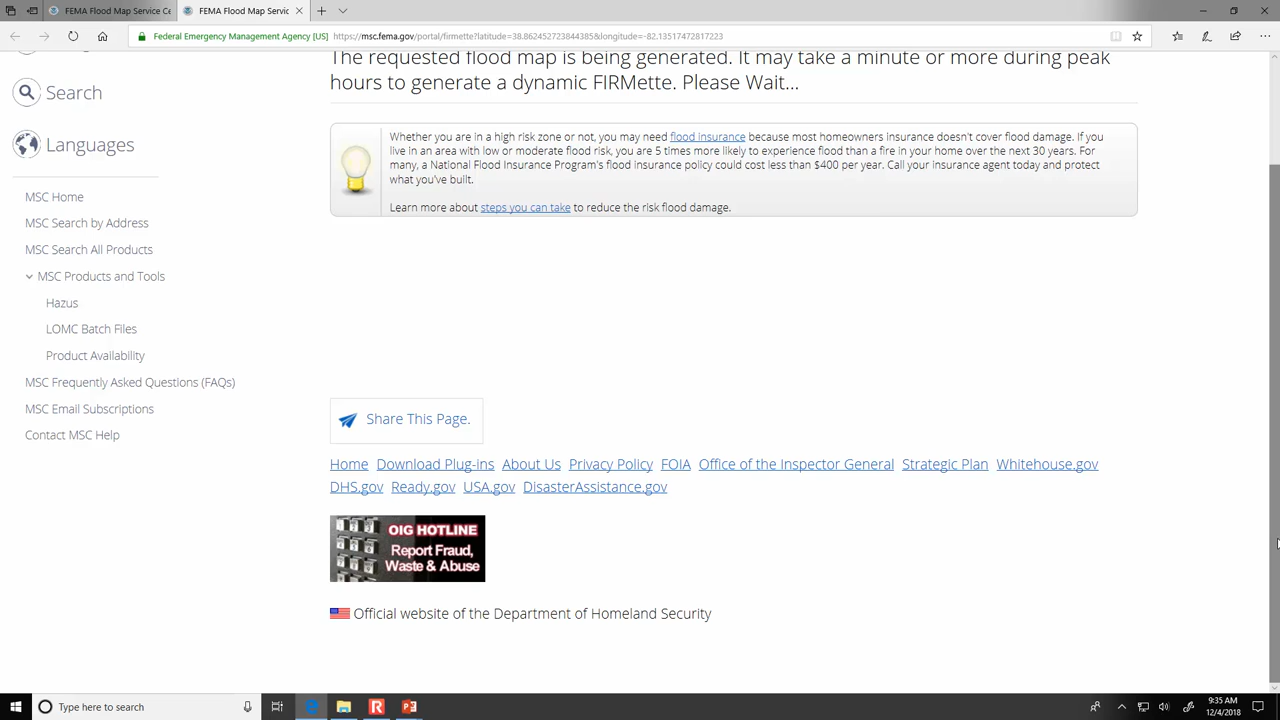 FEMA Flood Map Service Ce
FEMA Flood Map Servic
Federal Emergency Management Agency [US]
https://msc.fema.gov/portal/firmette?latitude=38.862452723844385&longitude=-82.13517472817223
The requested flood map is being generated. It may take a minute or more during peak
hours to generate a dynamic FIRMette. Please Wait...
Search
Languages
Whether you are in a high risk zone or not, you may need flood insurance because most homeowners insurance doesn't cover flood damage. If you
live in an area with low or moderate flood risk, you are 5 times more likely to experience flood than a fire in your home over the next 30 years. For
many, a National Flood Insurance Program's flood insurance policy could cost less than $400 per year. Call your insurance agent today and protect
what you've built.
Learn more about steps you can take to reduce the risk flood damage.
MSC Home
MSC Search by Address
MSC Search All Products
MSC Products and Tools
Hazus
LOMC Batch Files
Product Availability
MSC Frequently Asked Questions (FAQs)
MSC Email Subscriptions
Contact MSC Help
Share This Page.
Home Download Plug-ins About Us Privacy Policy FOIA Office of the Inspector General Strategic Plan Whitehouse.gov
DHS.gov Ready.gov USA.gov DisasterAssistance.gov
OIG HOTLINE
Report Fraud,
Waste & Abuse
Official website of the Department of Homeland Security
Type here to search
9:35 AM
12/4/2018